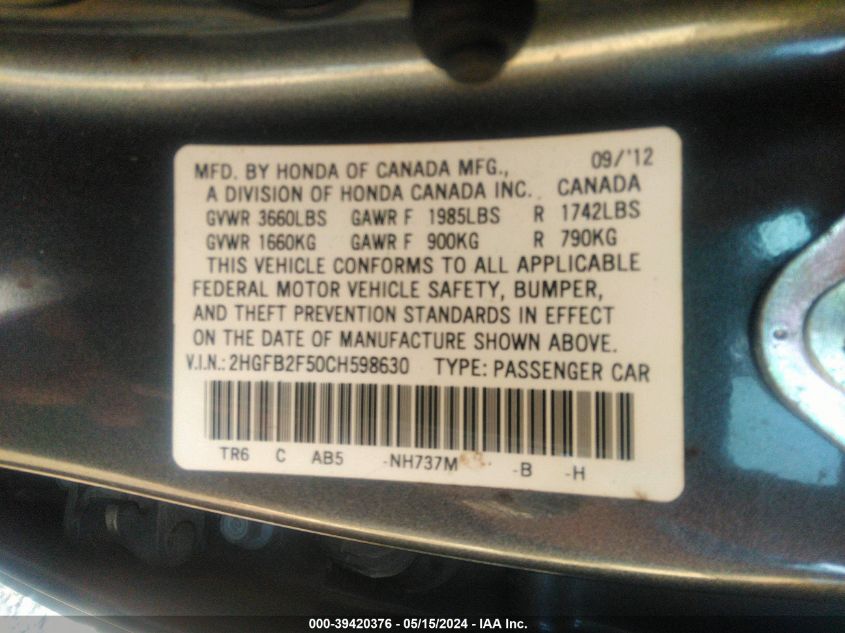 MFD. BY HONDA OF CANADA MFG., 09/'12
A DIVISION OF HONDA CANADA INC. CANADA
GVWR 3660LBS GAWR F 1985LBS R 1742LBS
GVWR 1660KG GAWR F 900KG R 790KG
THIS VEHICLE CONFORMS TO ALL APPLICABLE
FEDERAL MOTOR VEHICLE SAFETY, BUMPER,
AND THEFT PREVENTION STANDARDS IN EFFECT
ON THE DATE OF MANUFACTURE SHOWN ABOVE.
V.I.N.: 2HGFB2F50CH598630 TYPE: PASSENGER CAR
TR6 C AB5 -NH737M -B -H
000-39420376 - 05/15/2024 - IAA Inc.